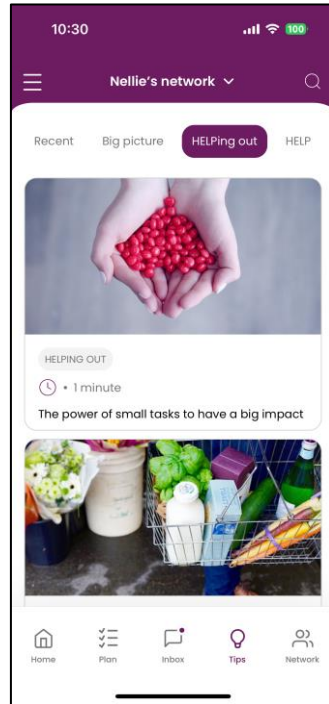 10:30
100
Nellie's network
Recent Big picture HELPing out HELP
HELPING OUT
• 1 minute
The power of small tasks to have a big impact
Home Plan Inbox Tips Network